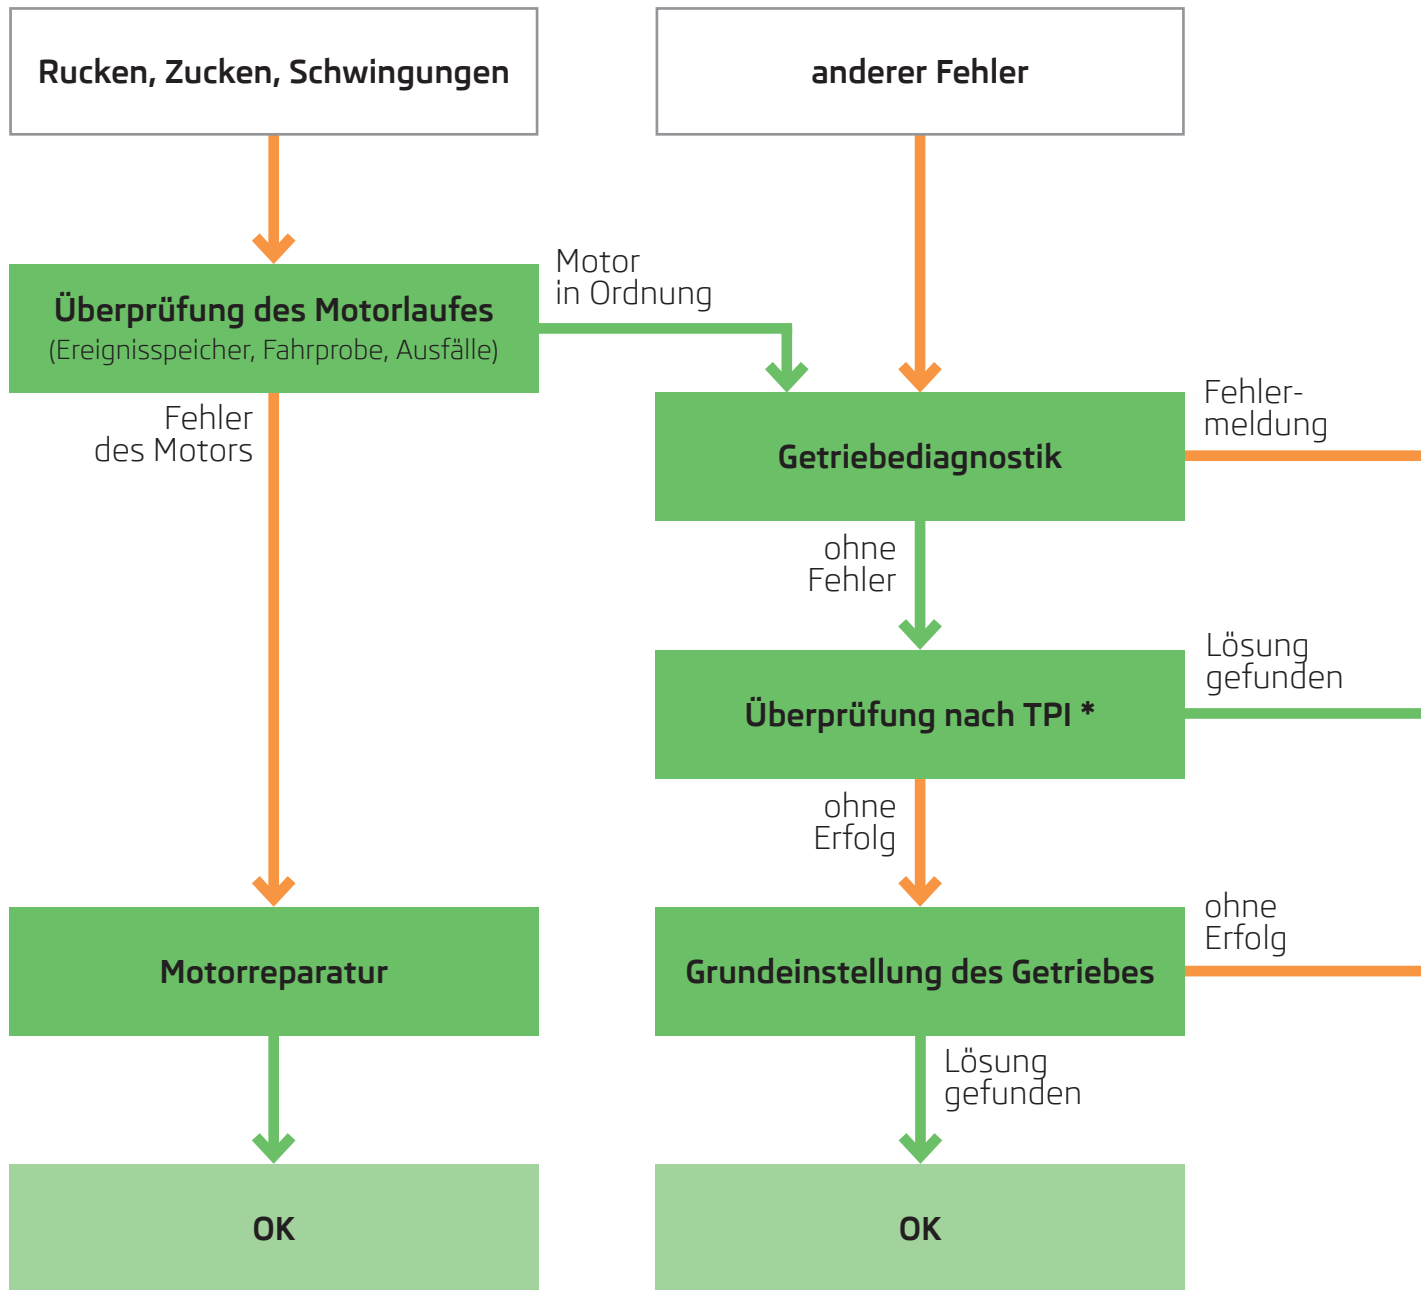 Rucken, Zucken, Schwingungen
anderer Fehler
Motor
in Ordnung
Überprüfung des Motorlaufes
(Ereignisspeicher, Fahrprobe, Ausfälle)
Fehler
des Motors
Fehler-
meldung
Getriebediagnostik
ohne
Fehler
Lösung
gefunden
Überprüfung nach TPI *
ohne
Erfolg
ohne
Erfolg
Motorreparatur
Grundeinstellung des Getriebes
Lösung
gefunden
OK
OK